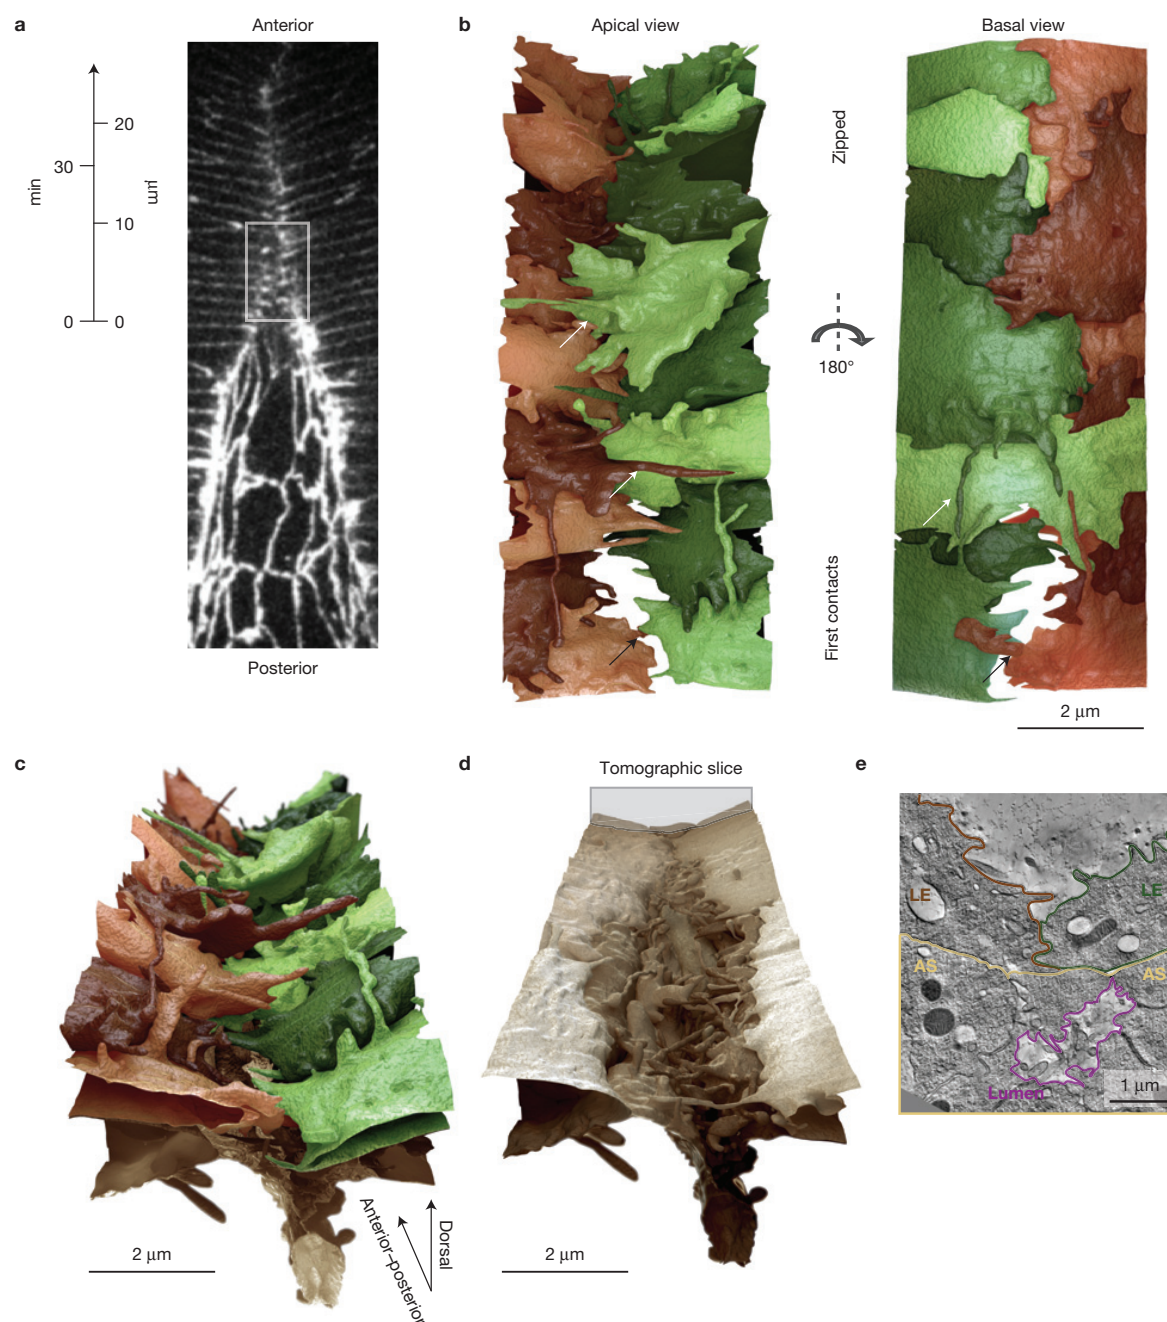 a
Anterior
20
30
min
µm
10
0
0
Posterior
b
Apical view
Basal view
Zipped
180°
First contacts
2 µm
c
2 µm
Anterior–posterior
Dorsal
d
Tomographic slice
2 µm
e
LE
LE
AS
AS
Lumen
1 µm